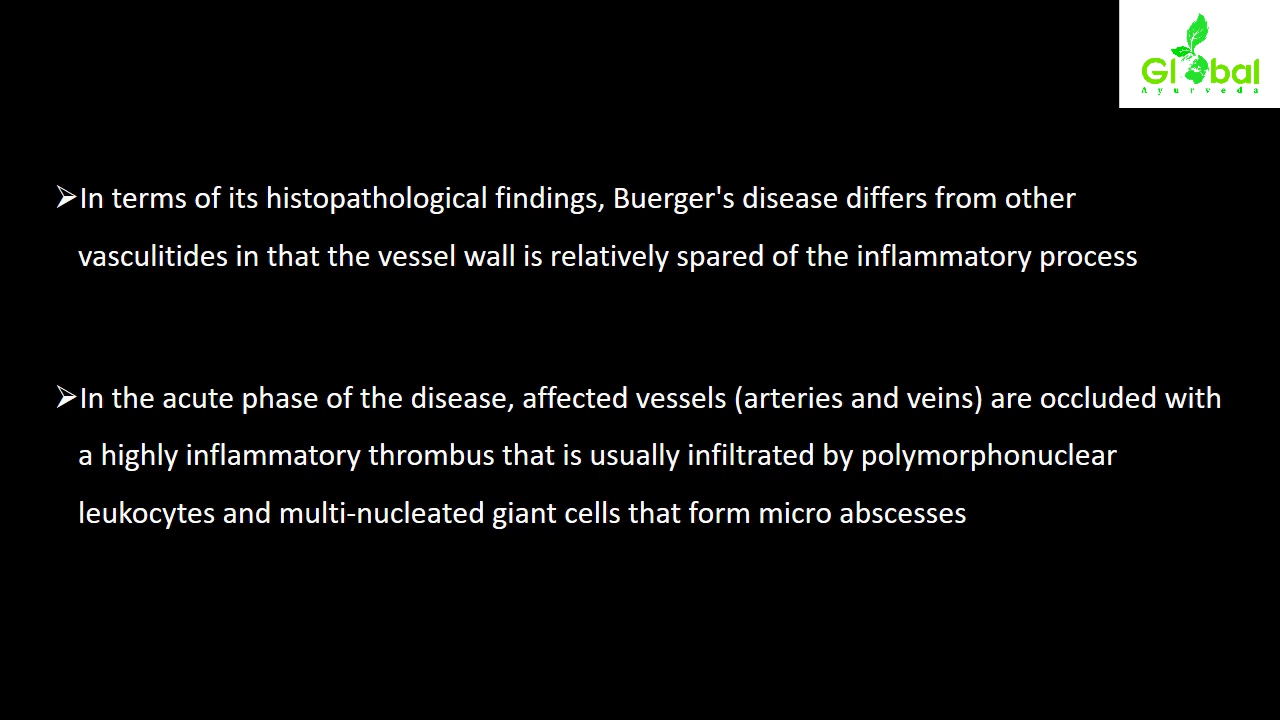 Global
Ayurveda
➢In terms of its histopathological findings, Buerger's disease differs from other
vasculitides in that the vessel wall is relatively spared of the inflammatory process
➢In the acute phase of the disease, affected vessels (arteries and veins) are occluded with
a highly inflammatory thrombus that is usually infiltrated by polymorphonuclear
leukocytes and multi-nucleated giant cells that form micro abscesses